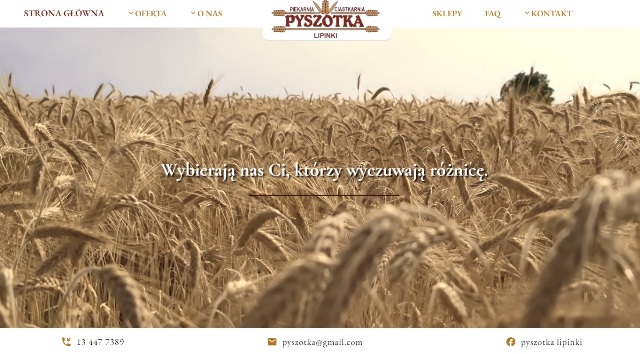 STRONA GŁÓWNA
OFERTA
O NAS
PIEKARNIA CIASTKARNIA
PYSZOTKA
LIPINKI
SKLEPY
FAQ
KONTAKT
Wybierają nas Ci, którzy wyczuwają różnicę.
13 447 7389
pyszotka@gmail.com
pyszotka lipinki